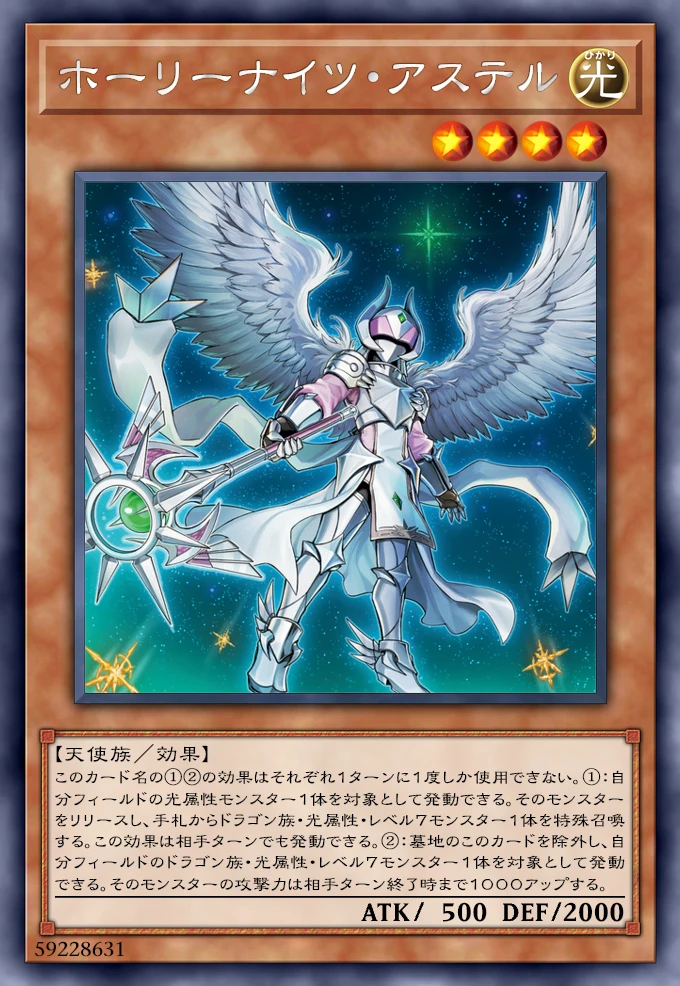 ホーリーナイツ・アステル
ひかり
光
【天使族／効果】
このカード名の①②の効果はそれぞれ1ターンに1度しか使用できない。①：自
分フィールドの光属性モンスター1体を対象として発動できる。そのモンスター
をリリースし、手札からドラゴン族・光属性・レベル7モンスター1体を特殊召喚
する。この効果は相手ターンでも発動できる。②：墓地のこのカードを除外し、自
分フィールドのドラゴン族・光属性・レベル7モンスター1体を対象として発動
できる。そのモンスターの攻撃力は相手ターン終了時まで1000アップする。
ATK/ 500 DEF/2000
59228631